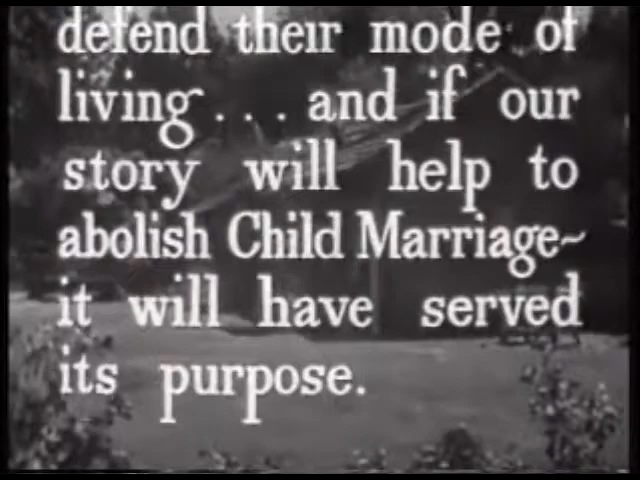 defend their mode of
living... and if our
story will help to
abolish Child Marriage~
it will have served
its purpose.